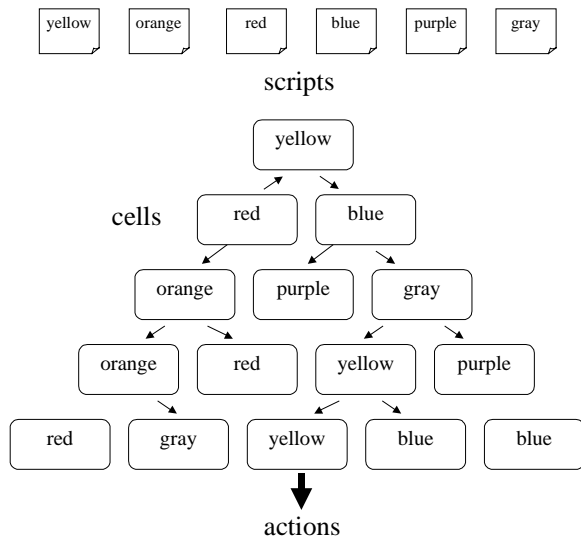 yellow orange red blue purple gray
scripts
yellow
cells red blue
orange purple gray
orange red yellow purple
red gray yellow blue blue
actions